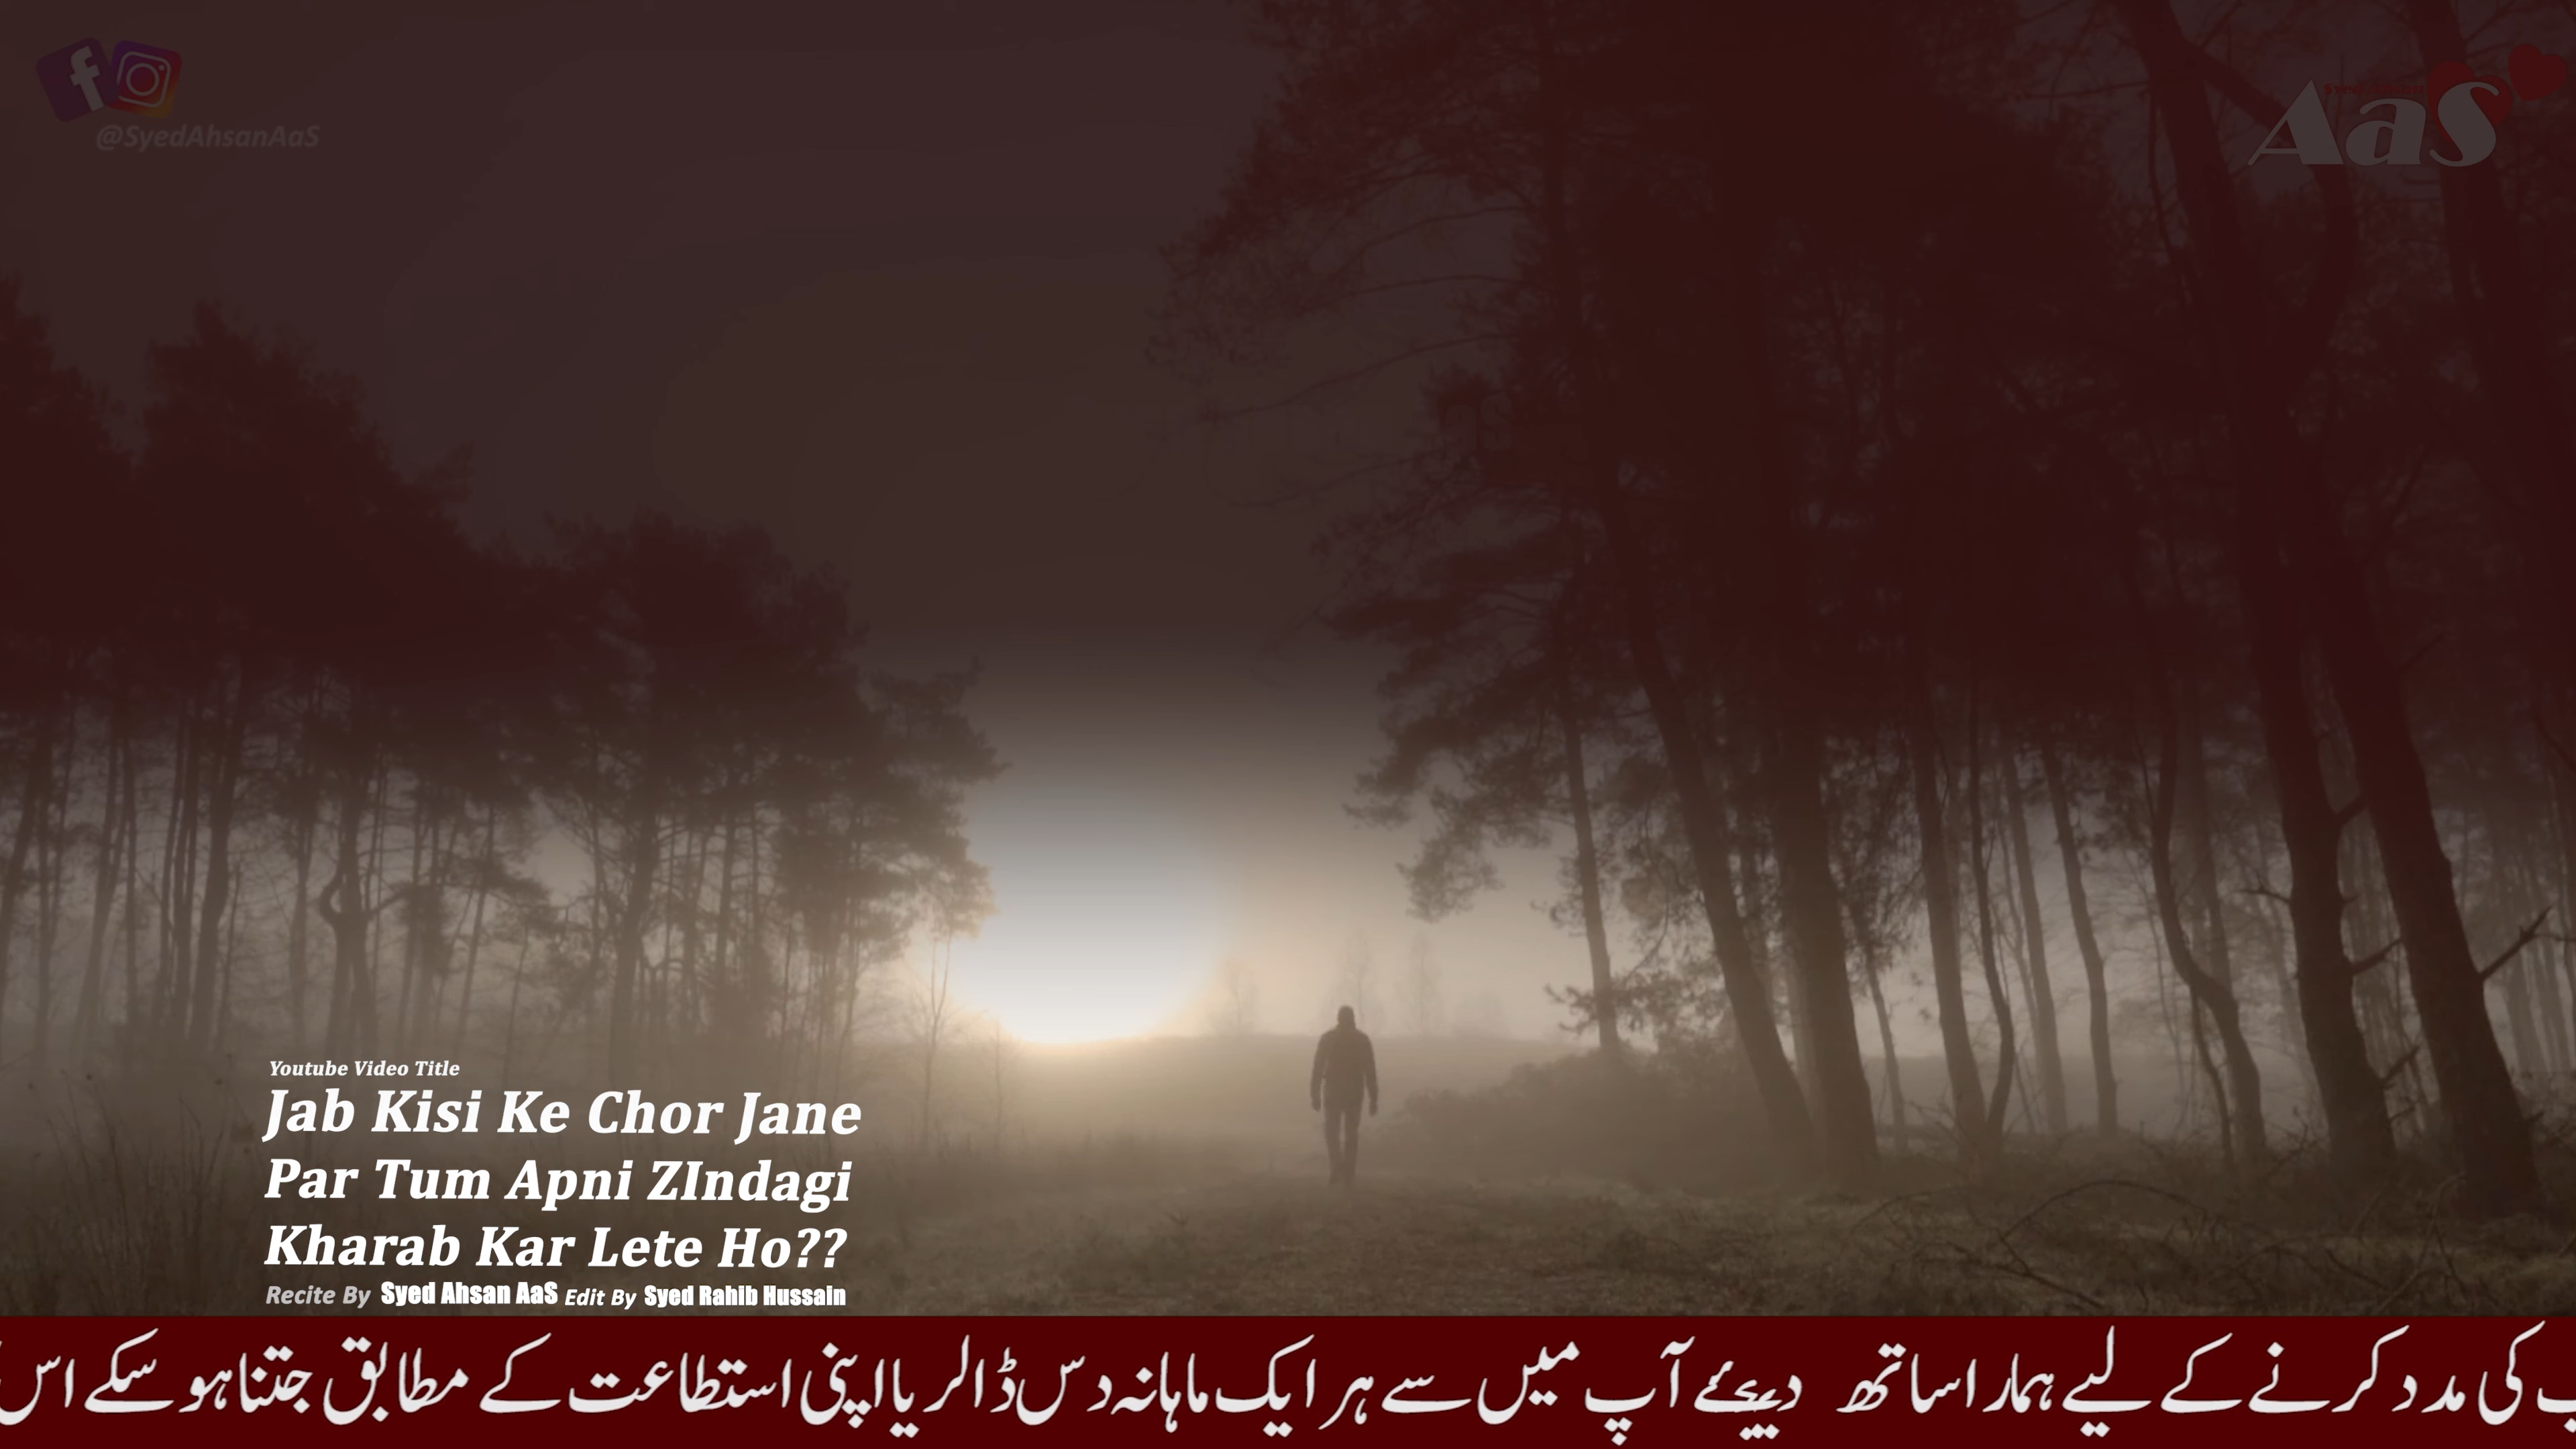 @SyedAhsanAaS
AaS
Youtube Video Title
Jab Kisi Ke Chor Jane
Par Tum Apni ZIndagi
Kharab Kar Lete Ho??
Recite By Syed Ahsan AaS Edit By Syed Rahib Hussain
کی مدد کرنے کے لیے ہمارا ساتھ دیجیئے آپ میں سے ہر ایک ماہانہ دس ڈالر یا اپنی استطاعت کے مطابق جتنا ہو سکے اس